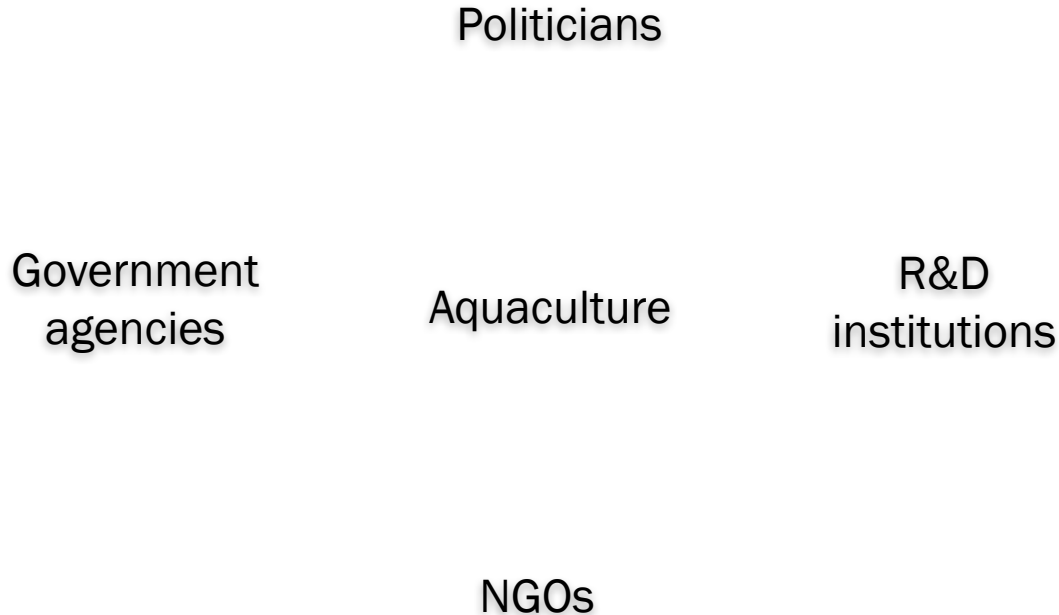 Politicians
Government
agencies
Aquaculture
R&D
institutions
NGOs